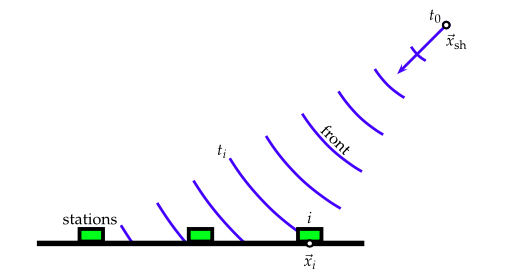 t₀
x⃗sh
front
tᵢ
stations
i
x⃗ᵢ